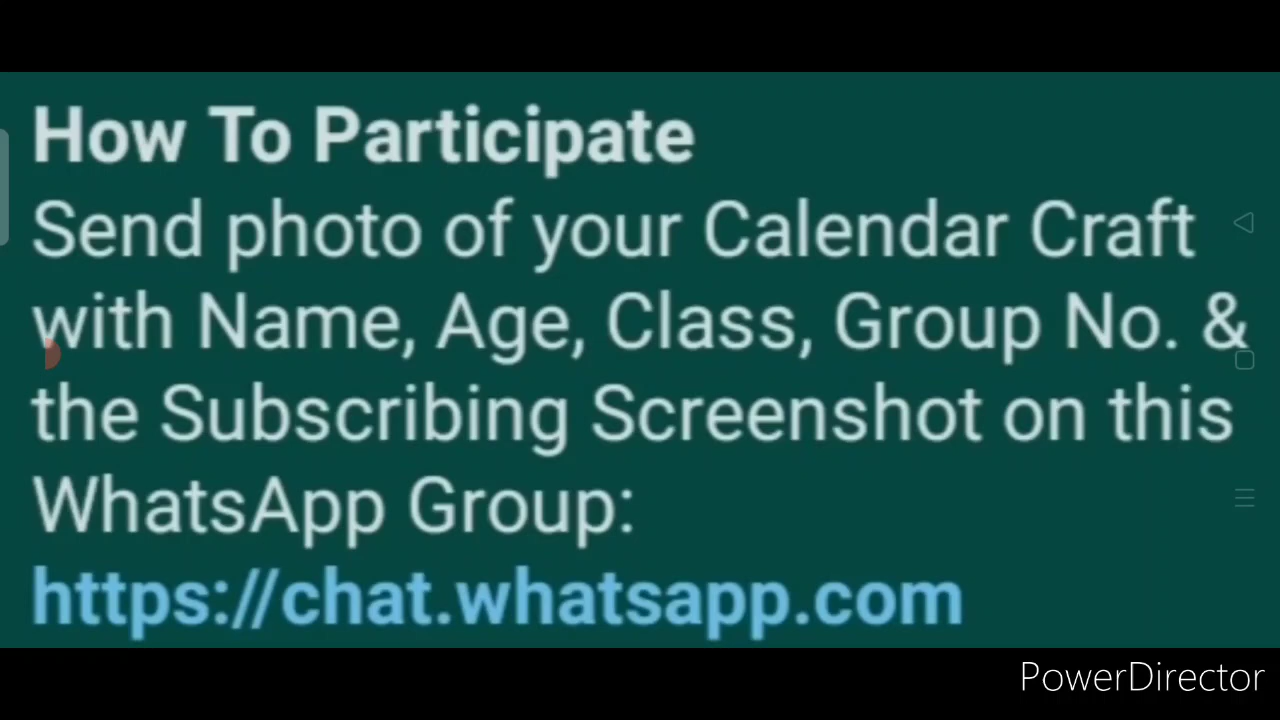 How To Participate
Send photo of your Calendar Craft
with Name, Age, Class, Group No. &
the Subscribing Screenshot on this
WhatsApp Group:
https://chat.whatsapp.com
PowerDirector